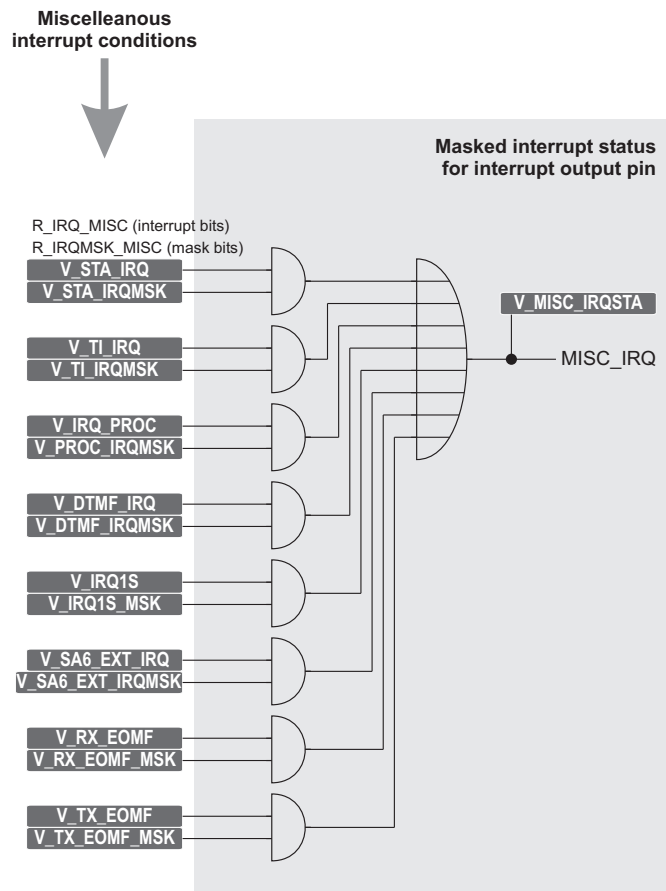 Miscelleanous
interrupt conditions
Masked interrupt status
for interrupt output pin
R_IRQ_MISC (interrupt bits)
R_IRQMSK_MISC (mask bits)
V_STA_IRQ
V_STA_IRQMSK
V_MISC_IRQSTA
MISC_IRQ
V_TI_IRQ
V_TI_IRQMSK
V_IRQ_PROC
V_PROC_IRQMSK
V_DTMF_IRQ
V_DTMF_IRQMSK
V_IRQ1S
V_IRQ1S_MSK
V_SA6_EXT_IRQ
V_SA6_EXT_IRQMSK
V_RX_EOMF
V_RX_EOMF_MSK
V_TX_EOMF
V_TX_EOMF_MSK